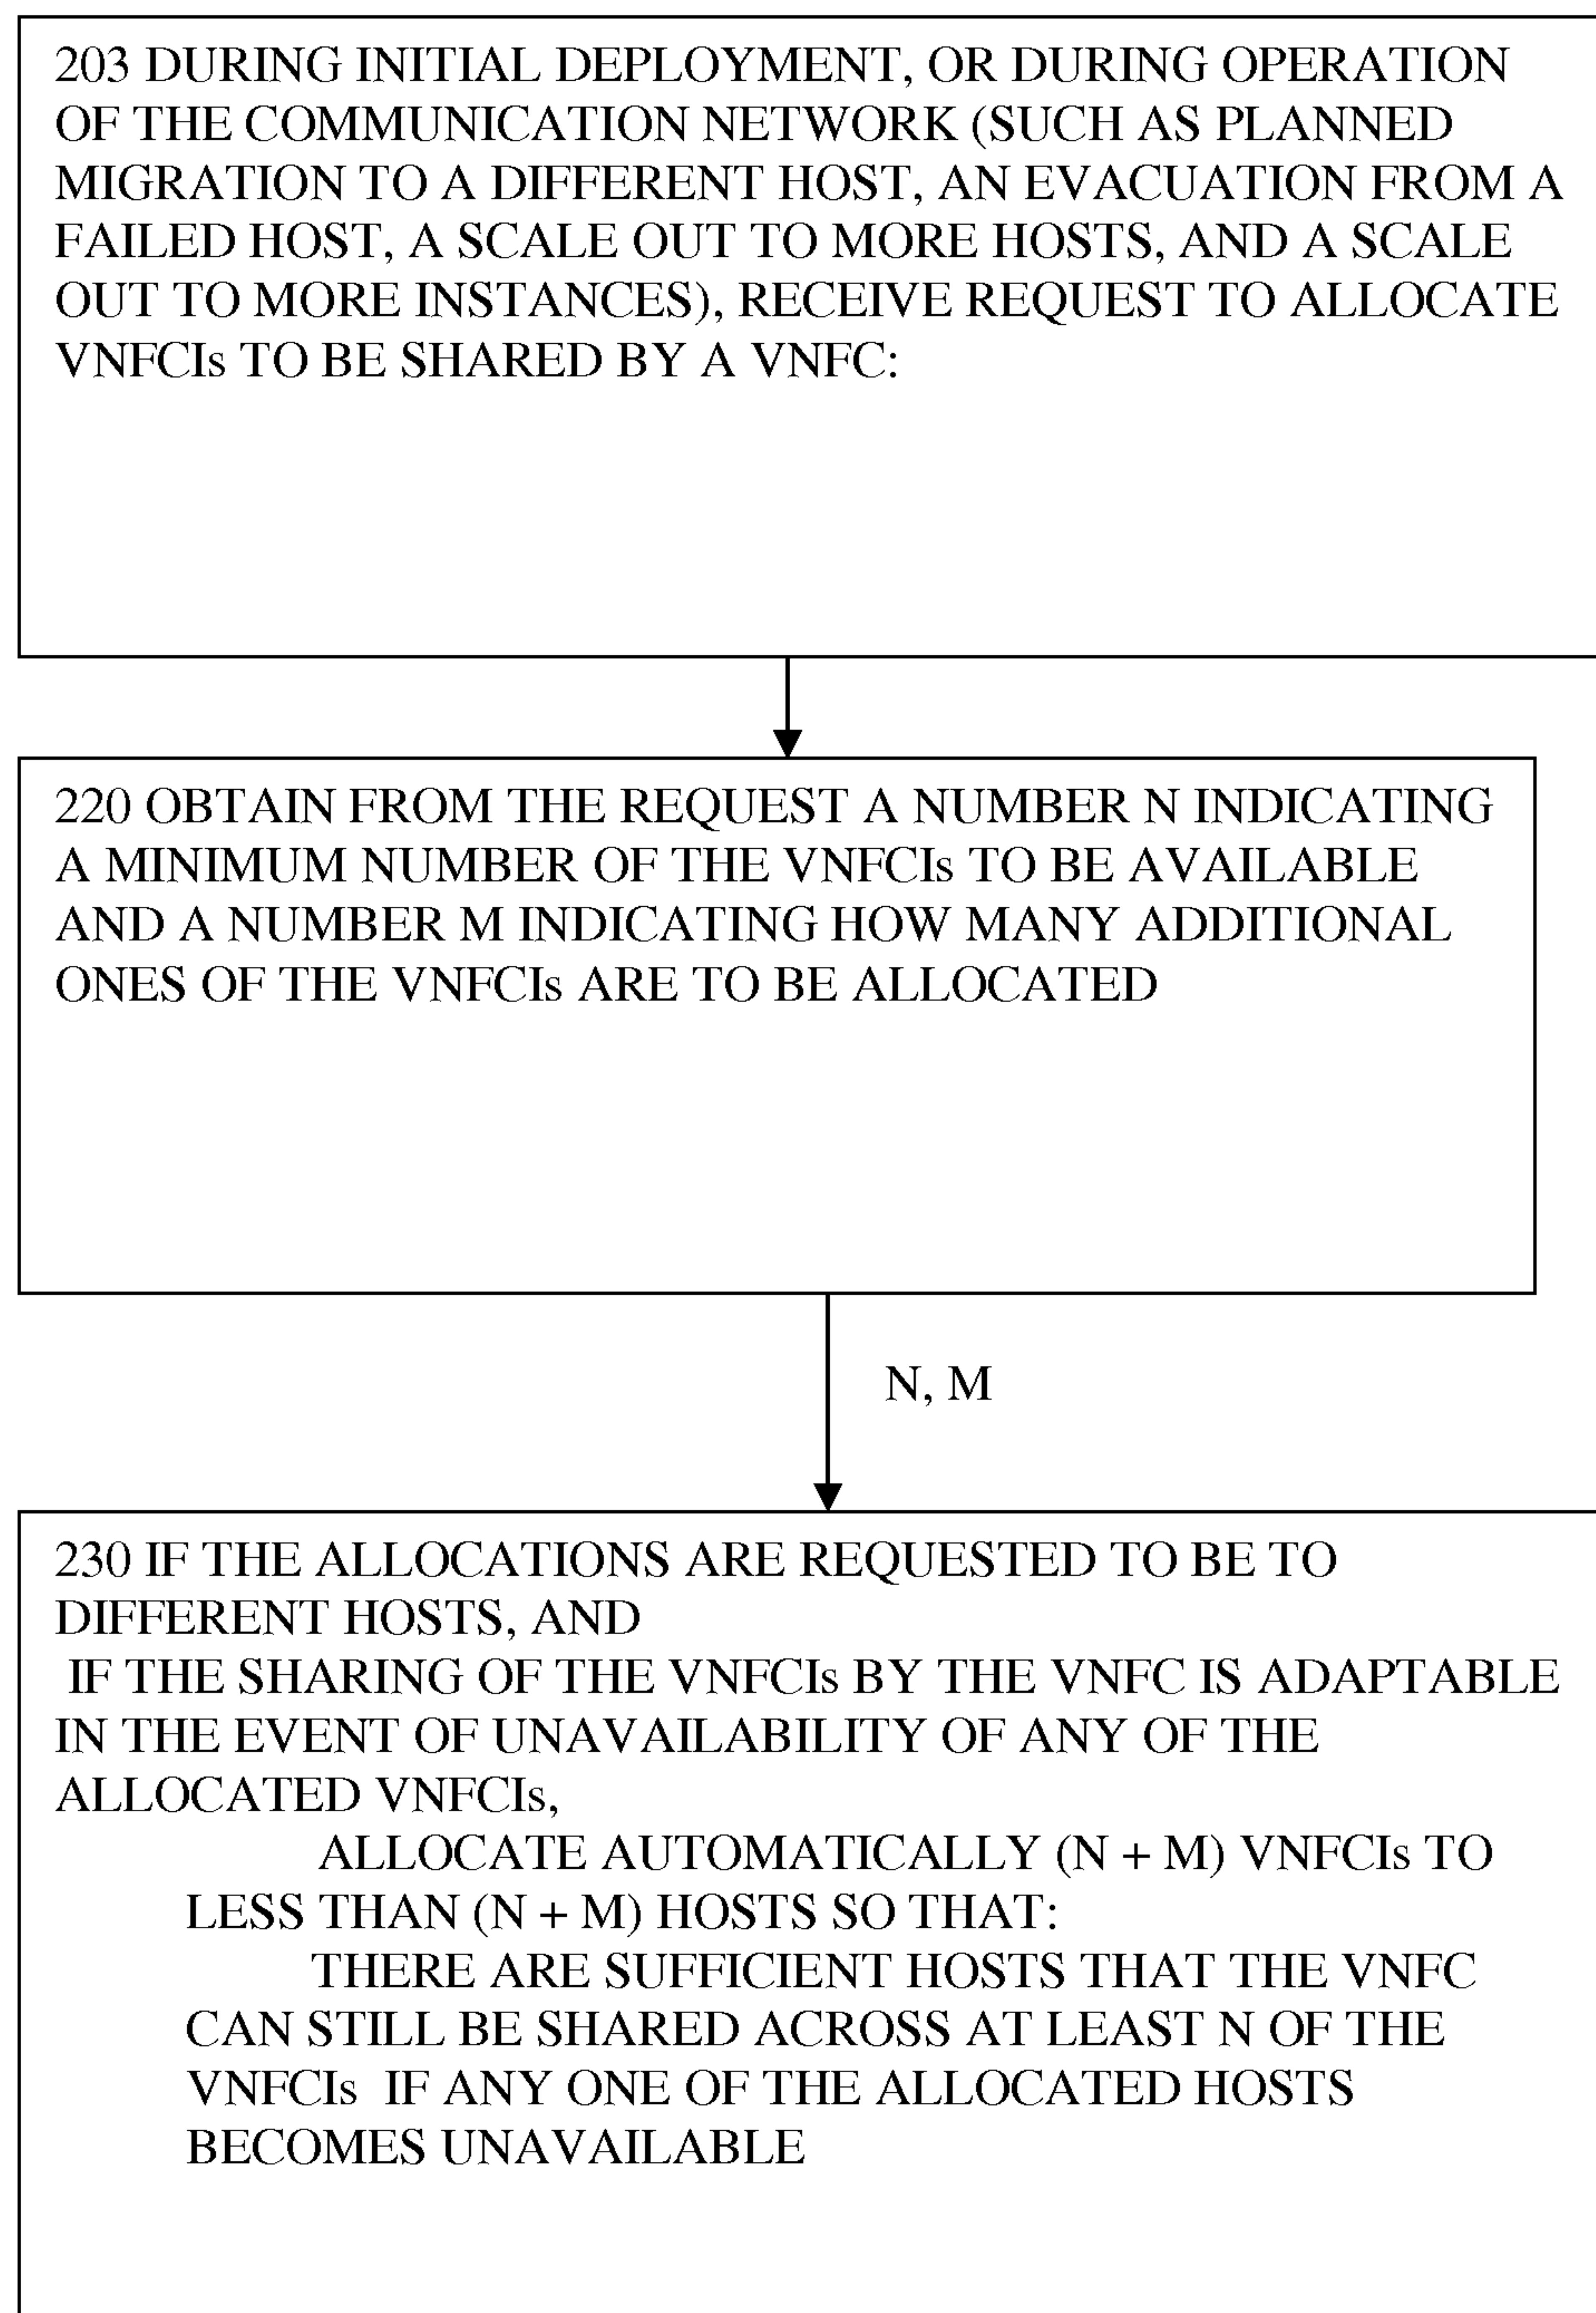 203 DURING INITIAL DEPLOYMENT, OR DURING OPERATION
OF THE COMMUNICATION NETWORK (SUCH AS PLANNED
MIGRATION TO A DIFFERENT HOST, AN EVACUATION FROM A
FAILED HOST, A SCALE OUT TO MORE HOSTS, AND A SCALE
OUT TO MORE INSTANCES), RECEIVE REQUEST TO ALLOCATE
VNFCIs TO BE SHARED BY A VNFC:
220 OBTAIN FROM THE REQUEST A NUMBER N INDICATING
A MINIMUM NUMBER OF THE VNFCIs TO BE AVAILABLE
AND A NUMBER M INDICATING HOW MANY ADDITIONAL
ONES OF THE VNFCIs ARE TO BE ALLOCATED
N, M
230 IF THE ALLOCATIONS ARE REQUESTED TO BE TO
DIFFERENT HOSTS, AND
IF THE SHARING OF THE VNFCIs BY THE VNFC IS ADAPTABLE
IN THE EVENT OF UNAVAILABILITY OF ANY OF THE
ALLOCATED VNFCIs,
ALLOCATE AUTOMATICALLY (N + M) VNFCIs TO
LESS THAN (N + M) HOSTS SO THAT:
THERE ARE SUFFICIENT HOSTS THAT THE VNFC
CAN STILL BE SHARED ACROSS AT LEAST N OF THE
VNFCIs IF ANY ONE OF THE ALLOCATED HOSTS
BECOMES UNAVAILABLE